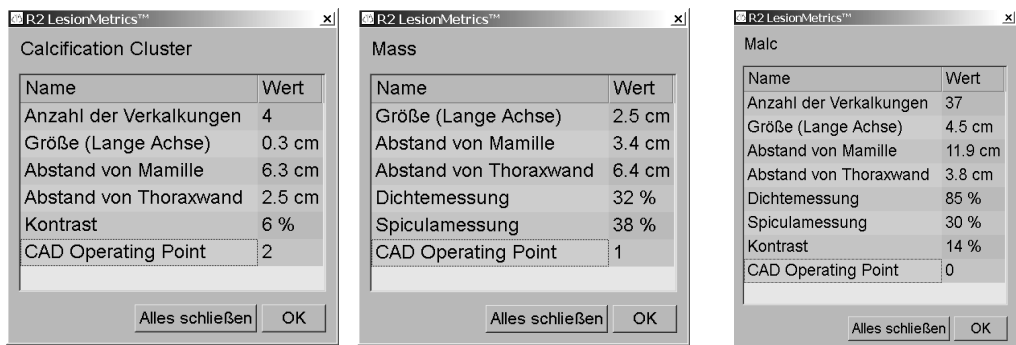 R2 LesionMetrics™
Calcification Cluster
Name Wert
Anzahl der Verkalkungen 4
Größe (Lange Achse) 0.3 cm
Abstand von Mamille 6.3 cm
Abstand von Thoraxwand 2.5 cm
Kontrast 6 %
CAD Operating Point 2
Alles schließen OK
R2 LesionMetrics™
Mass
Name Wert
Größe (Lange Achse) 2.5 cm
Abstand von Mamille 3.4 cm
Abstand von Thoraxwand 6.4 cm
Dichtemessung 32 %
Spiculamessung 38 %
CAD Operating Point 1
Alles schließen OK
R2 LesionMetrics™
Malc
Name Wert
Anzahl der Verkalkungen 37
Größe (Lange Achse) 4.5 cm
Abstand von Mamille 11.9 cm
Abstand von Thoraxwand 3.8 cm
Dichtemessung 85 %
Spiculamessung 30 %
Kontrast 14 %
CAD Operating Point 0
Alles schließen OK